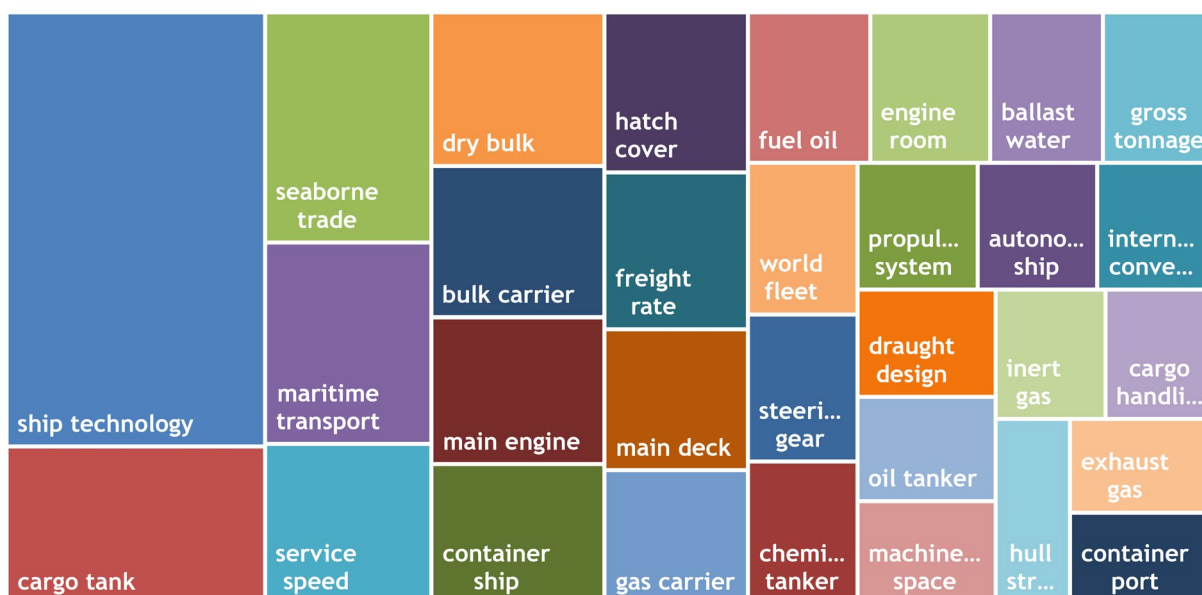 ship technology
cargo tank
seaborne
trade
maritime
transport
service
speed
dry bulk
bulk carrier
main engine
container
ship
hatch
cover
freight
rate
main deck
gas carrier
fuel oil
engine
room
ballast
water
gross
tonnage
world
fleet
propul...
system
autono...
ship
intern...
conve...
steeri...
gear
draught
design
inert
gas
cargo
handli...
oil tanker
chemi...
tanker
machine...
space
hull
str...
exhaust
gas
container
port